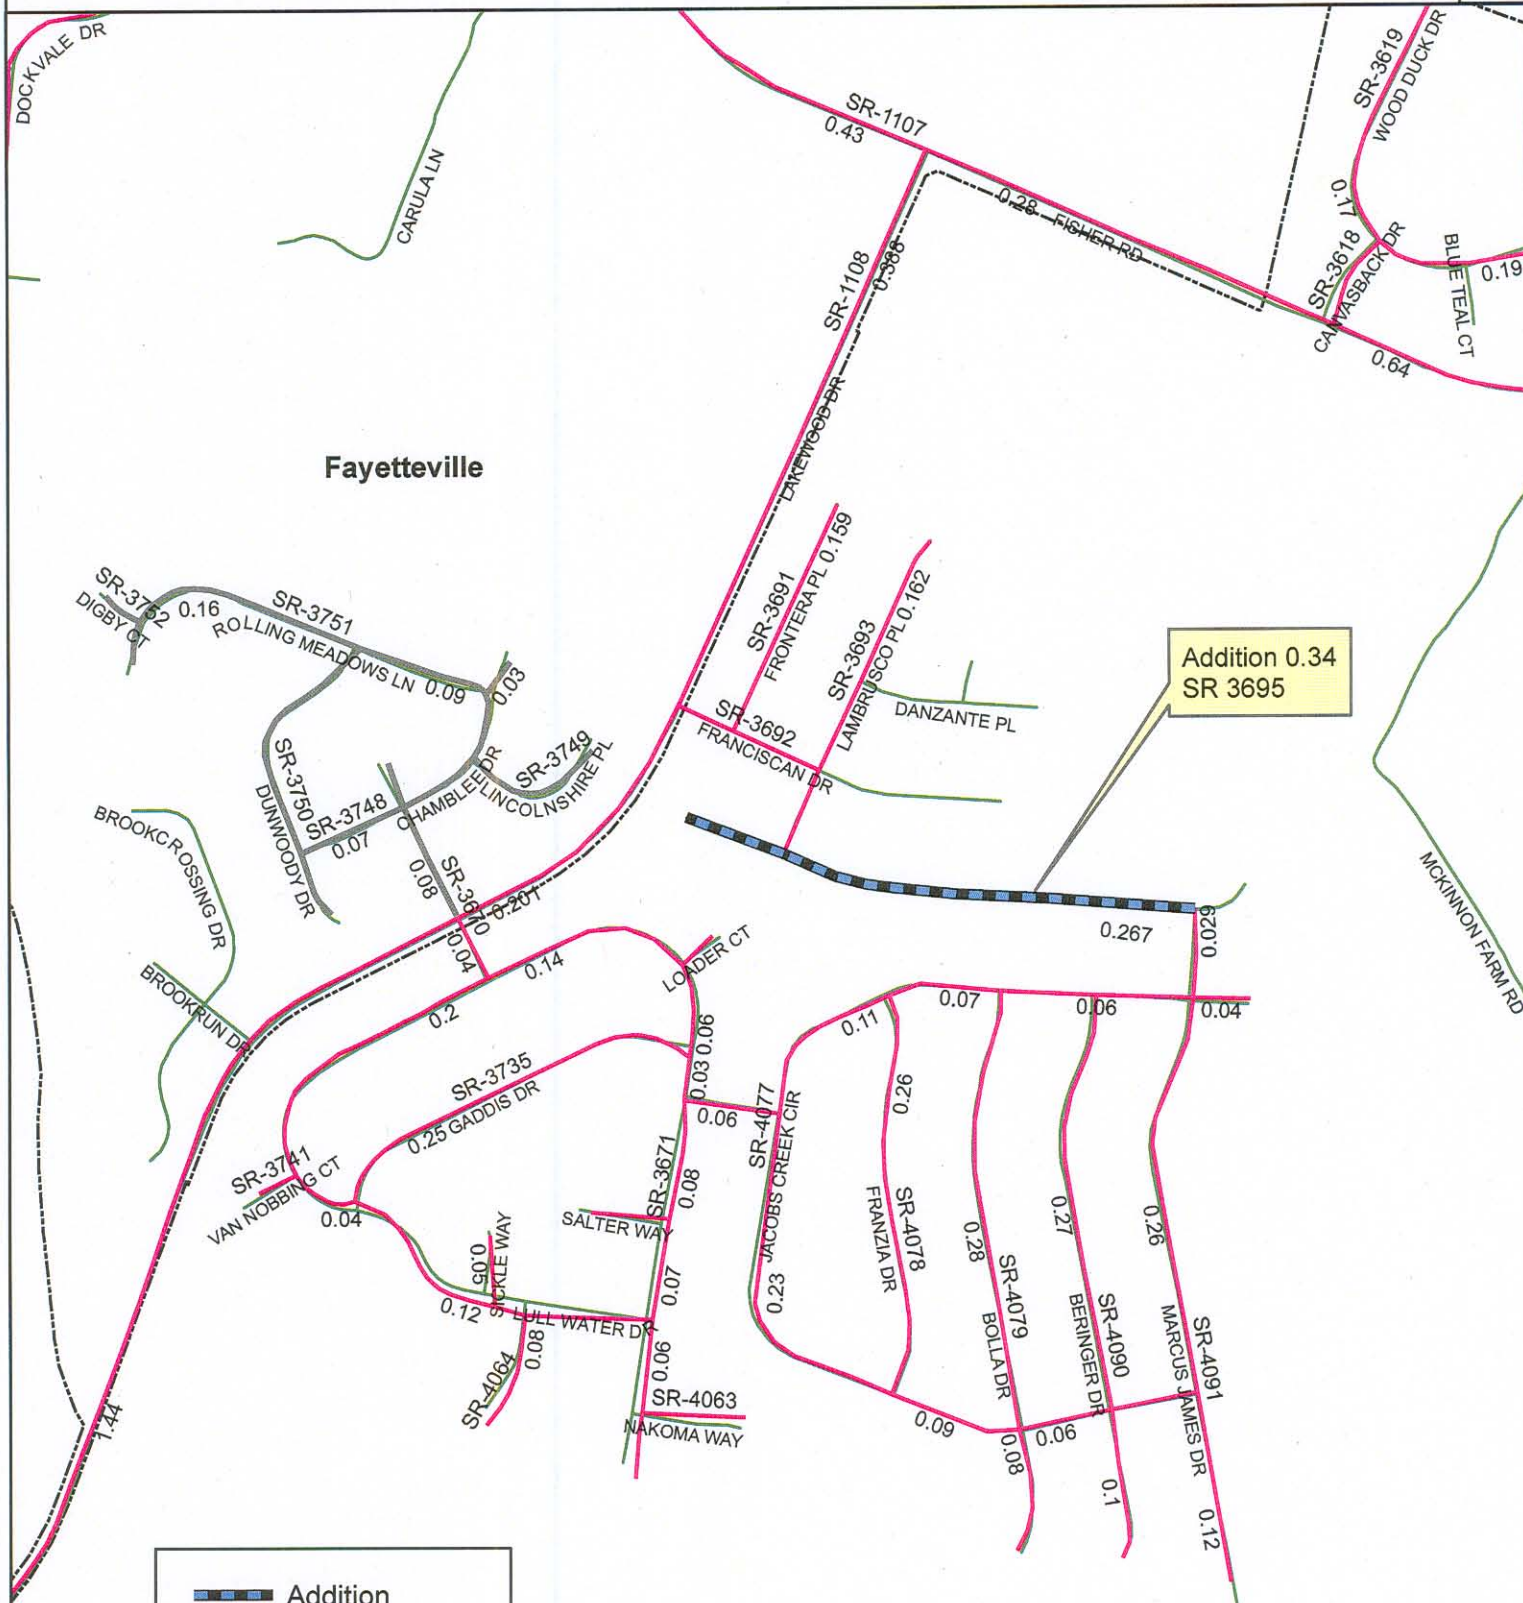 DOCKVALE DR
CARULA LN
SR-1107
0.43
0.28 FISHER RD
SR-3619
WOOD DUCK DR
0.17
SR-3618
CANVASBACK DR
BLUE TEAL CT
0.19
0.64
SR-1108
0.388
LAKEWOOD DR
Fayetteville
SR-3752
DIGBY CT
0.16
SR-3751
ROLLING MEADOWS LN 0.09
0.03
SR-3691
FRONTERA PL 0.159
SR-3693
LAMBRUSCO PL 0.162
Addition 0.34
SR 3695
DANZANTE PL
SR-3692
FRANCISCAN DR
SR-3749
LINCOLNSHIRE PL
CHAMBLEE DR
SR-3750
DUNWOODY DR
SR-3748
0.07
0.08
SR-3670
0.201
BROOKCROSSING DR
BROOKRUN DR
MCKINNON FARM RD
0.267
0.029
0.04
0.14
LOADER CT
0.2
0.07
0.06
0.04
0.11
0.06
0.03
SR-3735
0.25 GADDIS DR
0.06
SR-4077
JACOBS CREEK CIR
0.26
SR-3741
VAN NOBBING CT
0.04
SR-3671
0.08
SALTER WAY
SR-4078
FRANZIA DR
0.28
0.27
0.26
0.05
SICKLE WAY
0.07
0.23
0.12
LULL WATER DR
SR-4079
BOLLA DR
SR-4090
BERINGER DR
SR-4091
MARCUS JAMES DR
SR-4064
0.08
0.06
SR-4063
NAKOMA WAY
0.09
0.06
0.08
0.1
0.12
1.44
Addition